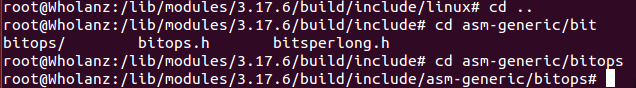 root@Wholanz:/lib/modules/3.17.6/build/include/linux# cd ..
root@Wholanz:/lib/modules/3.17.6/build/include# cd asm-generic/bit
bitops/ bitops.h bitsperlong.h
root@Wholanz:/lib/modules/3.17.6/build/include# cd asm-generic/bitops
root@Wholanz:/lib/modules/3.17.6/build/include/asm-generic/bitops#